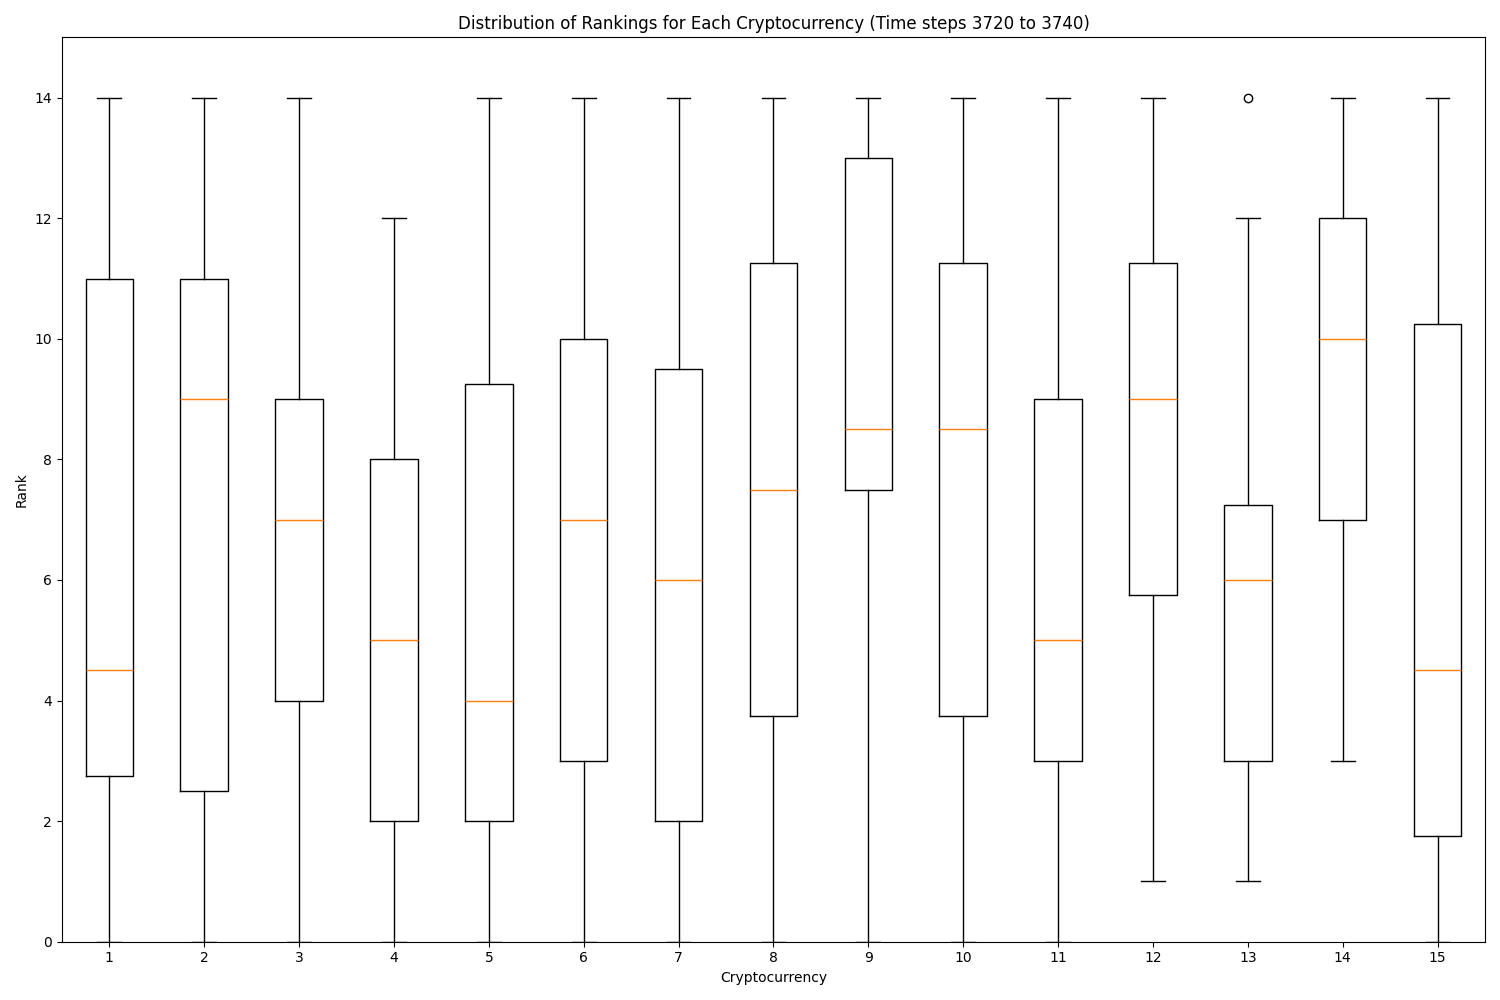 Distribution of Rankings for Each Cryptocurrency (Time steps 3720 to 3740)
14
12
10
8
6
4
2
0
Rank
1 2 3 4 5 6 7 8 9 10 11 12 13 14 15
Cryptocurrency